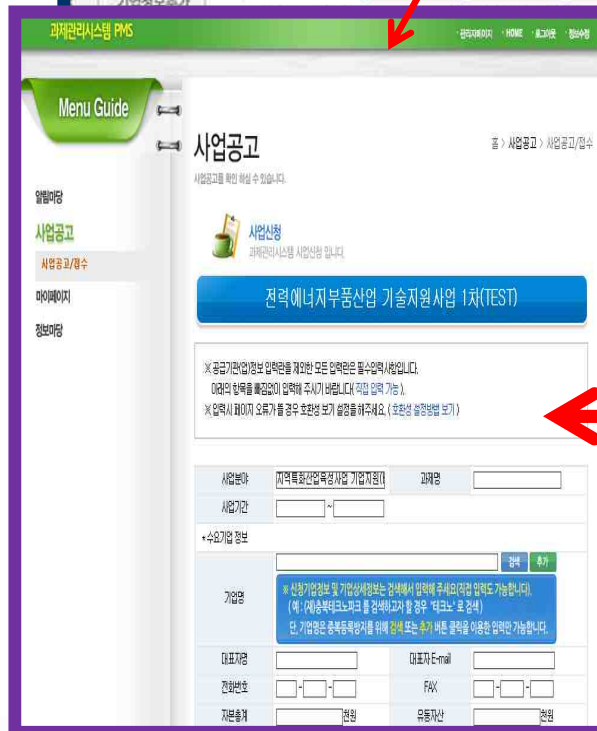 기업정보추가
과제관리시스템 PMS
· 관리자페이지 · HOME · 로그아웃 · 정보수정
Menu Guide
사업공고
홈 > 사업공고 > 사업공고/접수
사업공고를 확인 하실 수 있습니다.
알림마당
사업공고
사업공고/접수
마이페이지
정보마당
사업신청
과제관리시스템 사업신청 입니다.
전력에너지부품산업 기술지원사업 1차(TEST)
※ 공급기관(업)정보 입력란을 제외한 모든 입력란은 필수입력사항입니다.
아래의 항목을 빠짐없이 입력해 주시기 바랍니다( 직접 입력 가능 ).
※ 입력시 페이지 오류가 뜰 경우 호환성 보기 설정을 해주세요. ( 호환성 설정방법 보기 )
사업분야 지역특화산업육성사업 기업지원(
과제명
사업기간 ~
+ 수요기업 정보
기업명 검색 추가
※ 신청기업정보 및 기업상세정보는 검색해서 입력해 주세요(직접 입력도 가능합니다).
( 예 : (재)충북테크노파크 를 검색하고자 할 경우 "테크노" 로 검색 )
단, 기업명은 중복등록방지를 위해 검색 또는 추가 버튼 클릭을 이용한 입력만 가능합니다.
대표자명 대표자 E-mail
전화번호 - - FAX - -
자본총계 천원 유동자산 천원